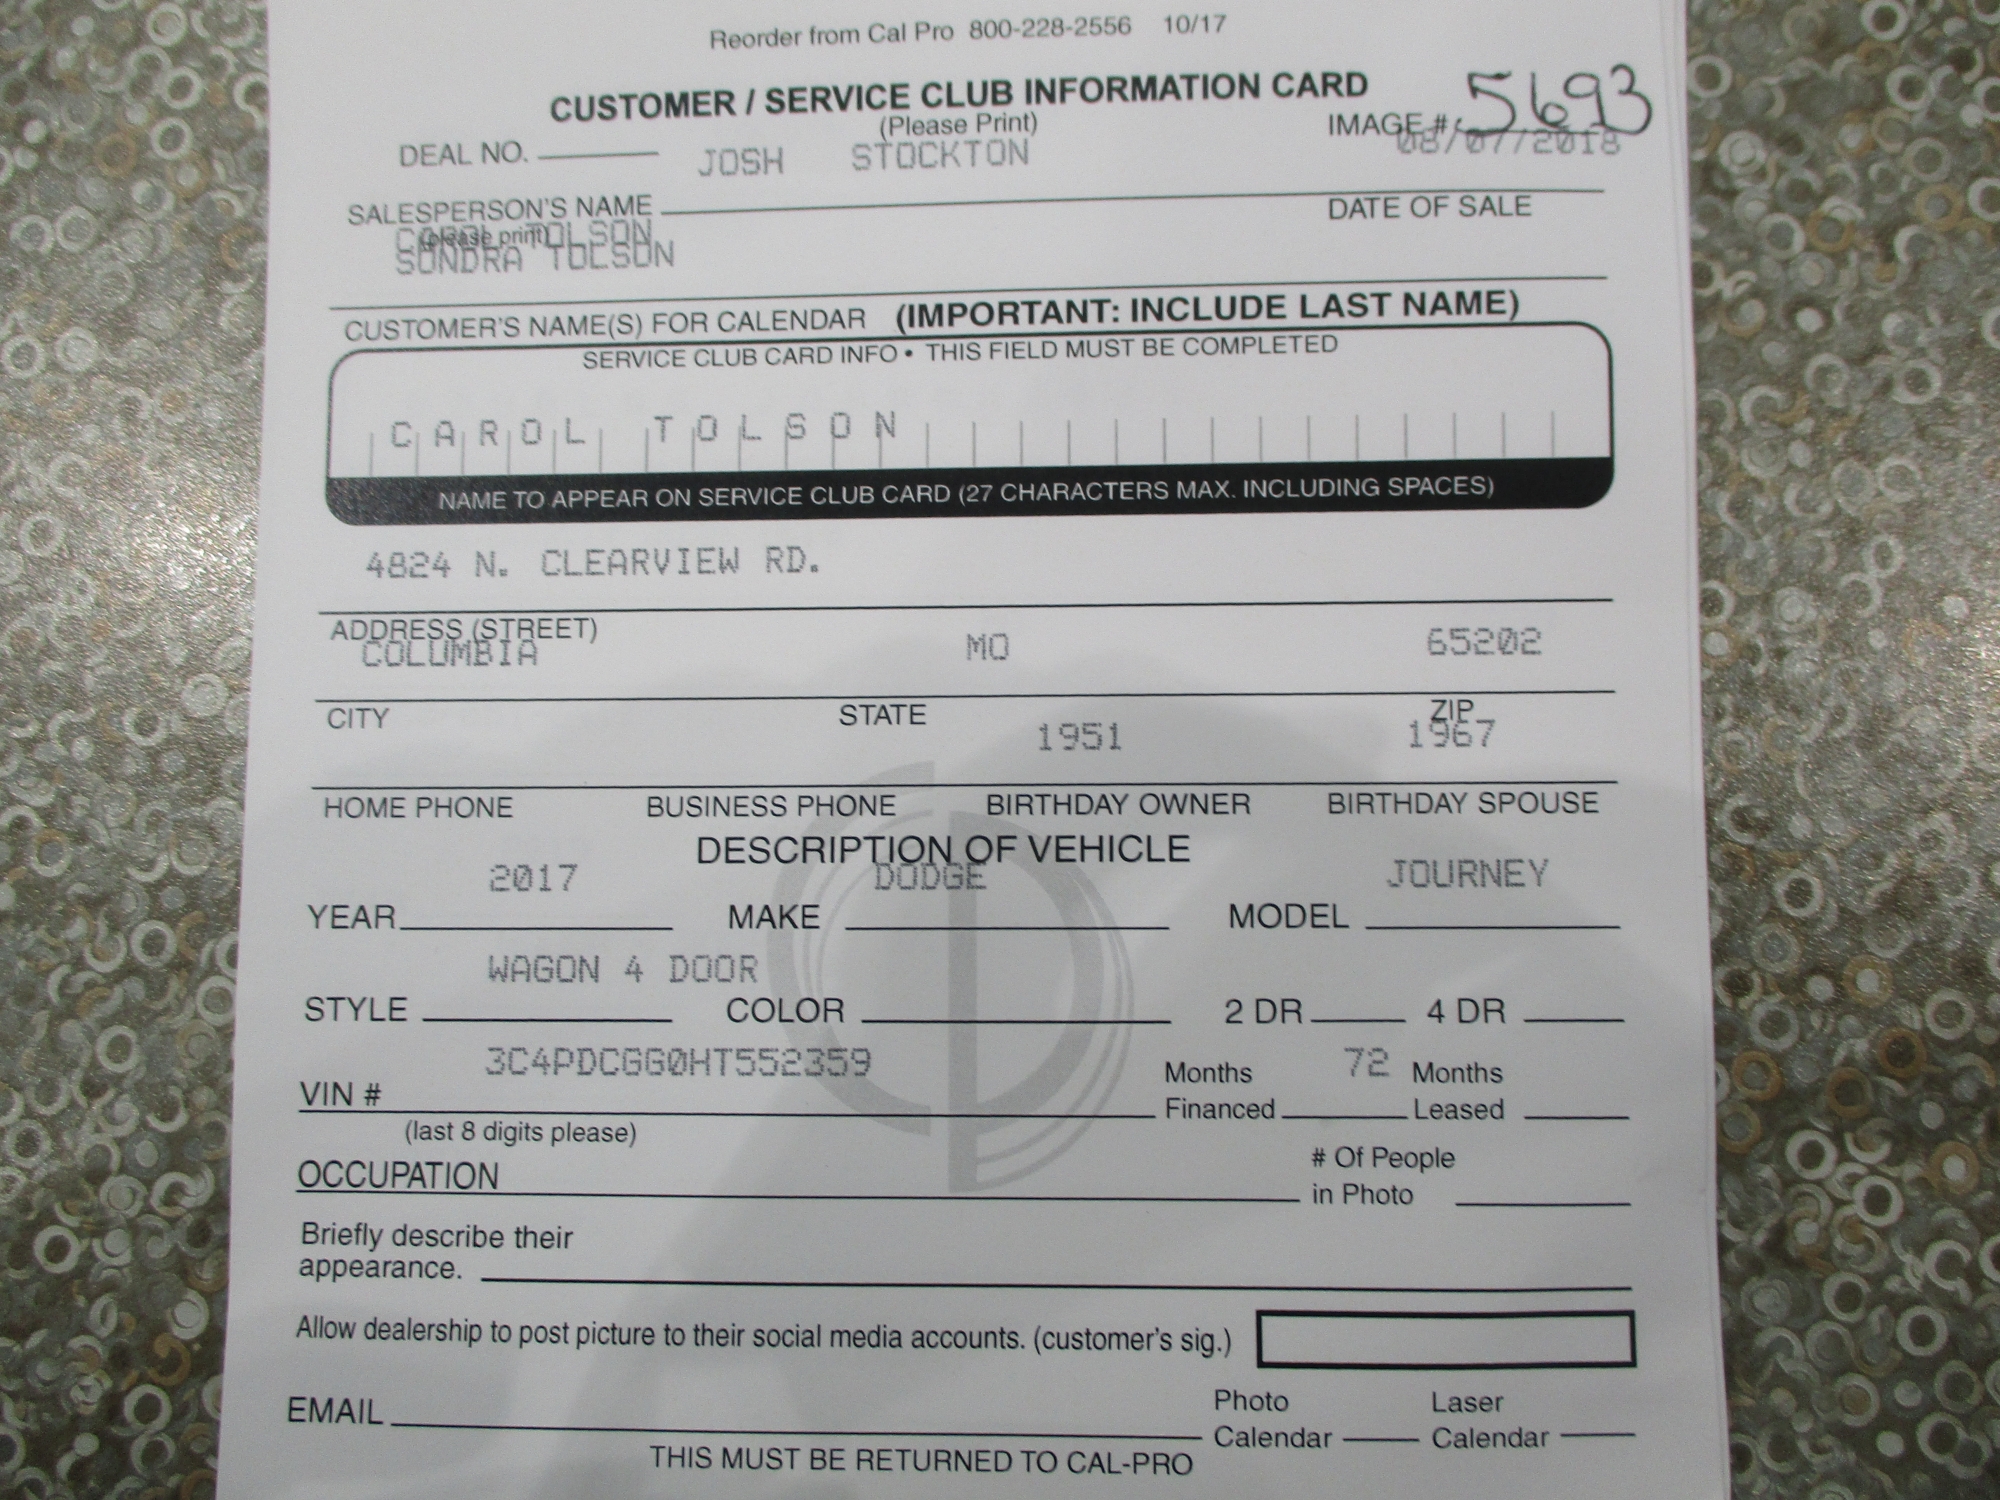 Reorder from Cal Pro 800-228-2556 10/17
CUSTOMER / SERVICE CLUB INFORMATION CARD
(Please Print)
IMAGE #: 5693
DEAL NO.
JOSH STOCKTON
08/07/2018
SALESPERSON'S NAME
DATE OF SALE
(please print)
CAROL TOLSON
SONDRA TOLSON
CUSTOMER'S NAME(S) FOR CALENDAR (IMPORTANT: INCLUDE LAST NAME)
SERVICE CLUB CARD INFO • THIS FIELD MUST BE COMPLETED
CAROL TOLSON
NAME TO APPEAR ON SERVICE CLUB CARD (27 CHARACTERS MAX. INCLUDING SPACES)
4824 N. CLEARVIEW RD.
ADDRESS (STREET)
COLUMBIA MO 65202
CITY STATE ZIP
1951 1967
HOME PHONE BUSINESS PHONE BIRTHDAY OWNER BIRTHDAY SPOUSE
DESCRIPTION OF VEHICLE
2017 DODGE JOURNEY
YEAR MAKE MODEL
WAGON 4 DOOR
STYLE COLOR 2 DR 4 DR
3C4PDCGG0HT552359
VIN #
Months Financed 72 Months Leased
(last 8 digits please)
OCCUPATION
# Of People in Photo
Briefly describe their
appearance.
Allow dealership to post picture to their social media accounts. (customer's sig.)
EMAIL
Photo Calendar Laser Calendar
THIS MUST BE RETURNED TO CAL-PRO